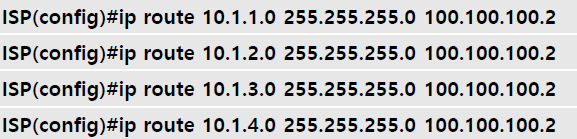 ISP(config)#ip route 10.1.1.0 255.255.255.0 100.100.100.2
ISP(config)#ip route 10.1.2.0 255.255.255.0 100.100.100.2
ISP(config)#ip route 10.1.3.0 255.255.255.0 100.100.100.2
ISP(config)#ip route 10.1.4.0 255.255.255.0 100.100.100.2